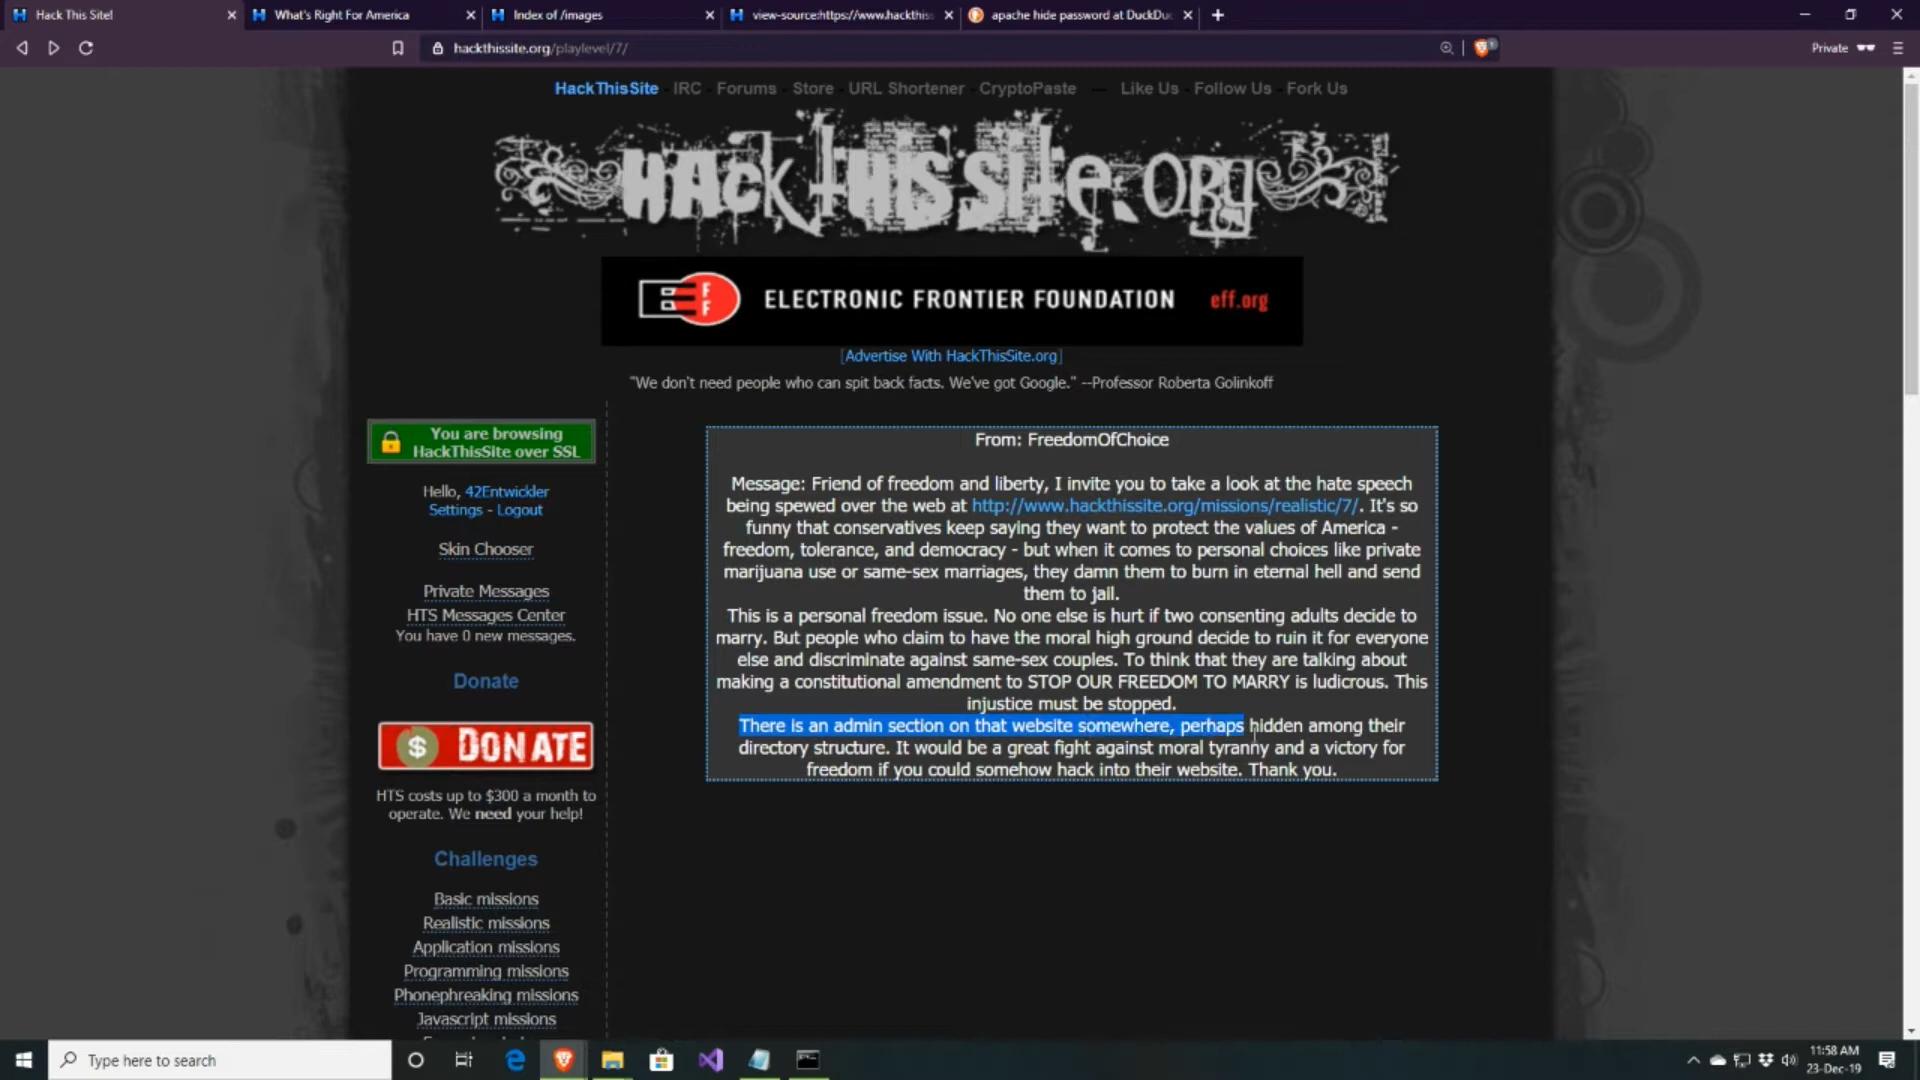 Hack This Site!
What's Right For America
Index of /images
view-source:https://www.hackthiss
apache hide password at DuckDuc
hackthissite.org/playlevel/7/
Private
HackThisSite - IRC - Forums - Store - URL Shortener - CryptoPaste — Like Us - Follow Us - Fork Us
HAck tHIS Site.ORg
ELECTRONIC FRONTIER FOUNDATION eff.org
[Advertise With HackThisSite.org]
"We don't need people who can spit back facts. We've got Google." --Professor Roberta Golinkoff
You are browsing
HackThisSite over SSL
Hello, 42Entwickler
Settings - Logout
Skin Chooser
Private Messages
HTS Messages Center
You have 0 new messages.
Donate
$ DONATE
HTS costs up to $300 a month to
operate. We need your help!
Challenges
Basic missions
Realistic missions
Application missions
Programming missions
Phonephreaking missions
Javascript missions
From: FreedomOfChoice
Message: Friend of freedom and liberty, I invite you to take a look at the hate speech
being spewed over the web at http://www.hackthissite.org/missions/realistic/7/. It's so
funny that conservatives keep saying they want to protect the values of America -
freedom, tolerance, and democracy - but when it comes to personal choices like private
marijuana use or same-sex marriages, they damn them to burn in eternal hell and send
them to jail.
This is a personal freedom issue. No one else is hurt if two consenting adults decide to
marry. But people who claim to have the moral high ground decide to ruin it for everyone
else and discriminate against same-sex couples. To think that they are talking about
making a constitutional amendment to STOP OUR FREEDOM TO MARRY is ludicrous. This
injustice must be stopped.
There is an admin section on that website somewhere, perhaps hidden among their
directory structure. It would be a great fight against moral tyranny and a victory for
freedom if you could somehow hack into their website. Thank you.
Type here to search
11:58 AM
23-Dec-19